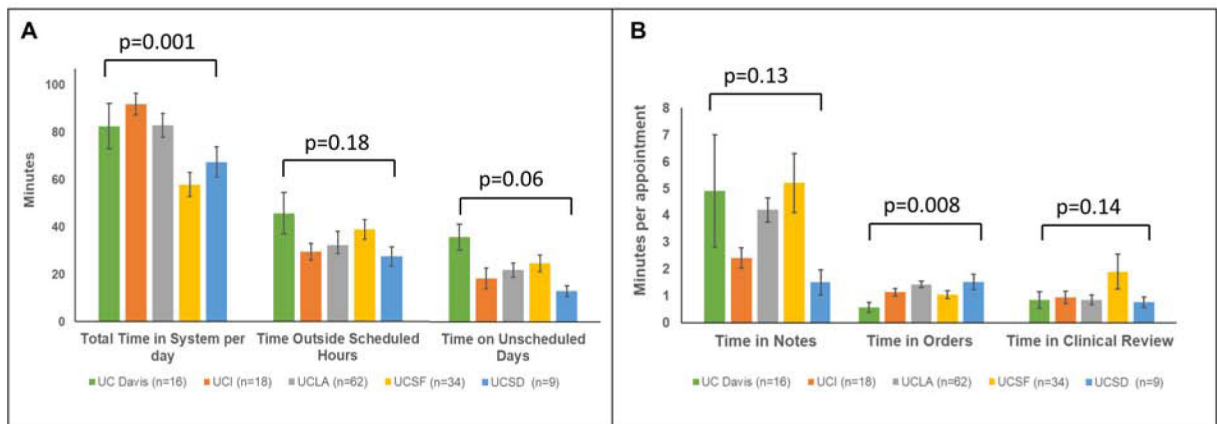 A
p=0.001
p=0.18
p=0.06
Minutes
100
80
60
40
20
0
Total Time in System per
day
Time Outside Scheduled
Hours
Time on Unscheduled
Days
UC Davis (n=16) UCI (n=18) UCLA (n=62) UCSF (n=34) UCSD (n=9)
B
p=0.13
p=0.008
p=0.14
Minutes per appointment
8
7
6
5
4
3
2
1
0
Time in Notes
Time in Orders
Time in Clinical Review
UC Davis (n=16) UCI (n=18) UCLA (n=62) UCSF (n=34) UCSD (n=9)